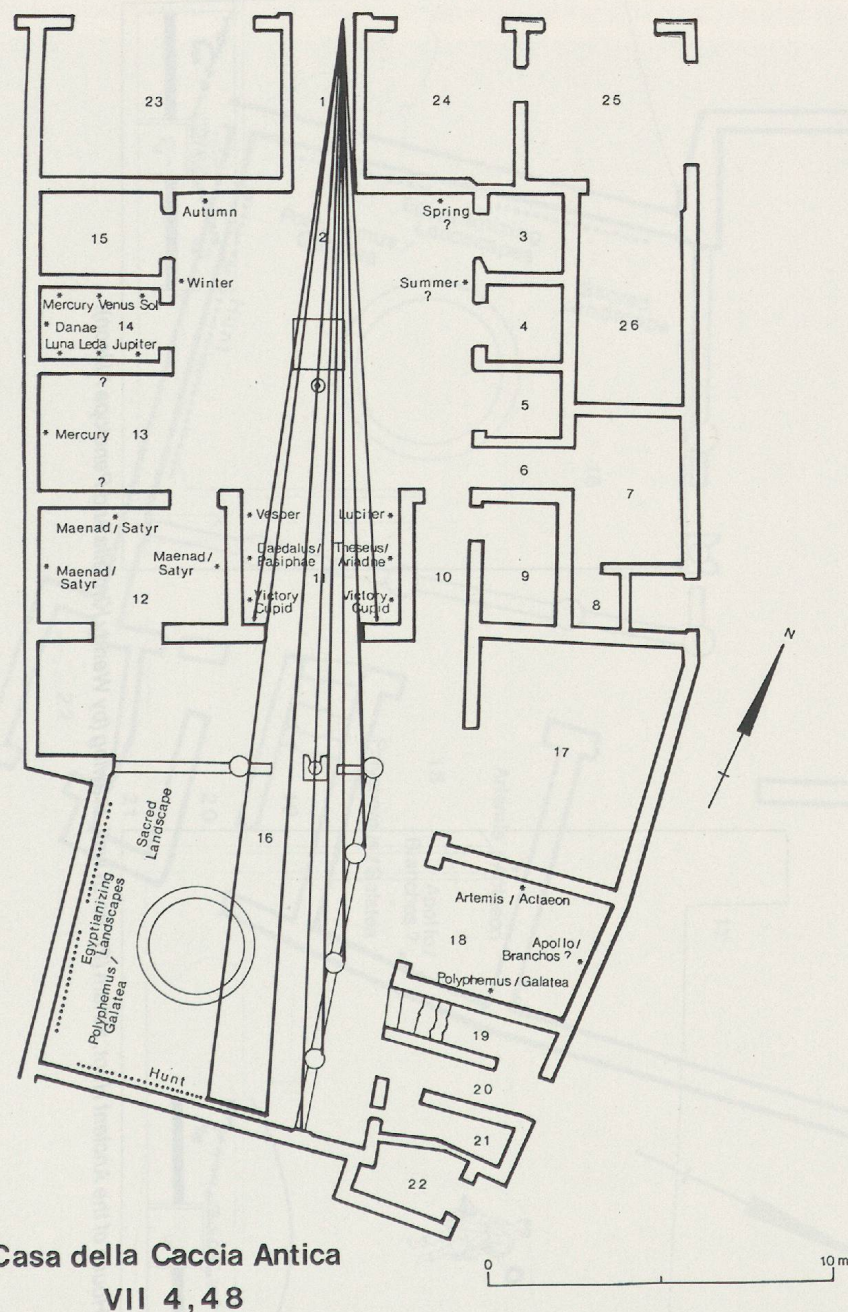 23
1
24
25
Autumn
Spring
?
15
2
3
Winter
Summer
?
Mercury Venus Sol
Danae 14
Luna Leda Jupiter
4
26
?
5
Mercury 13
6
7
?
Vesper
Lucifer
Maenad / Satyr
Maenad/
Satyr
Maenad/
Satyr
Daedalus/
Pasiphae
Theseus/
Ariadne
11
10
9
12
Victory
Cupid
Victory
Cupid
8
N
17
Sacred
Landscape
16
Artemis / Actaeon
Egyptianizing
Landscapes
18
Apollo/
Branchos ?
Polyphemus /
Galatea
Polyphemus / Galatea
19
Hunt
20
21
22
Casa della Caccia Antica
VII 4,48
0
10 m